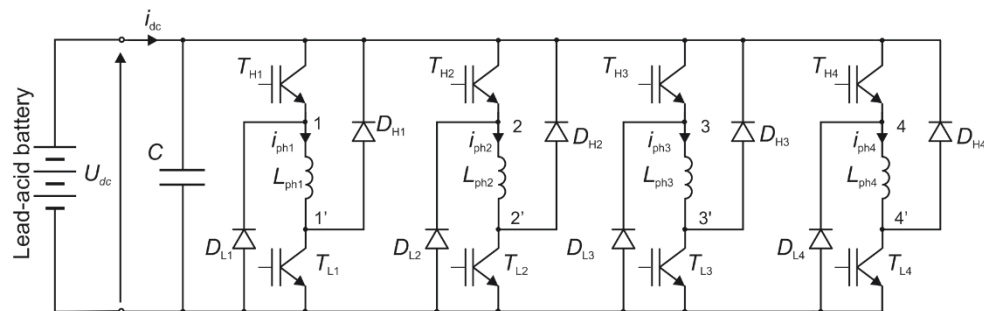 i_dc
Lead-acid battery
U_dc
C
T_H1
1
D_H1
i_ph1
L_ph1
1'
D_L1
T_L1
T_H2
2
D_H2
i_ph2
L_ph2
2'
D_L2
T_L2
T_H3
3
D_H3
i_ph3
L_ph3
3'
D_L3
T_L3
T_H4
4
D_H4
i_ph4
L_ph4
4'
D_L4
T_L4